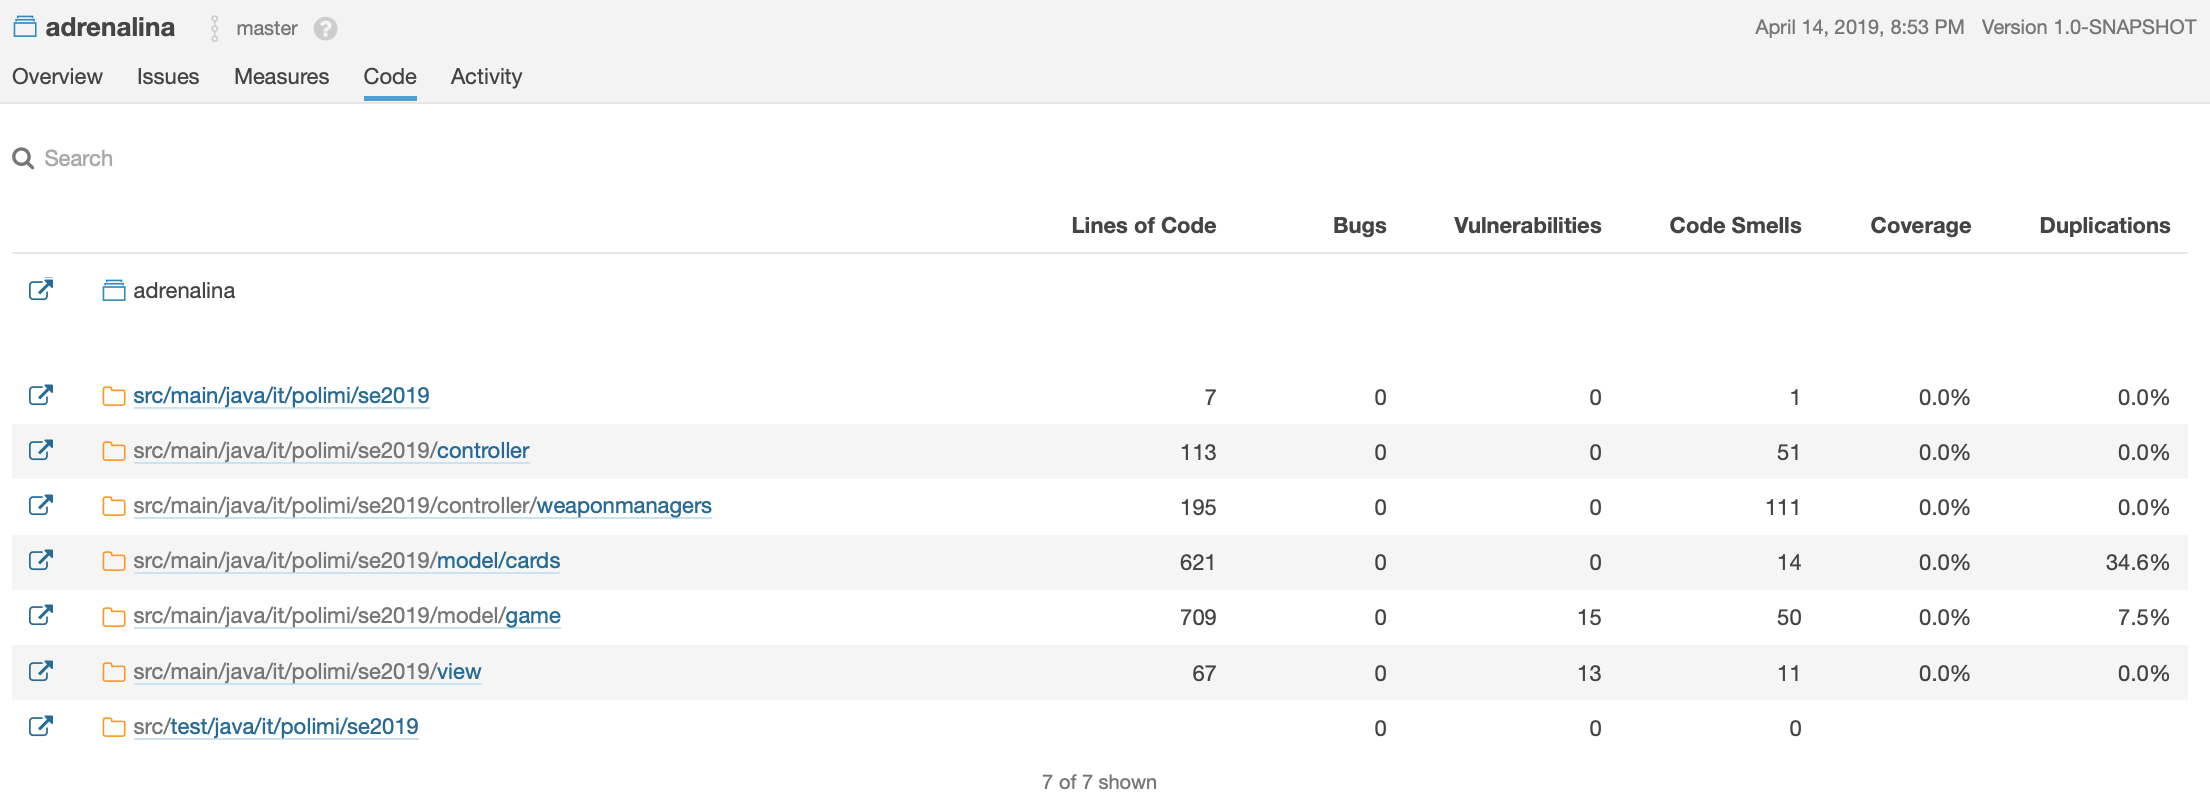 adrenalina master ? April 14, 2019, 8:53 PM Version 1.0-SNAPSHOT
Overview Issues Measures Code Activity
Search
Lines of Code Bugs Vulnerabilities Code Smells Coverage Duplications
adrenalina
src/main/java/it/polimi/se2019 7 0 0 1 0.0% 0.0%
src/main/java/it/polimi/se2019/controller 113 0 0 51 0.0% 0.0%
src/main/java/it/polimi/se2019/controller/weaponmanagers 195 0 0 111 0.0% 0.0%
src/main/java/it/polimi/se2019/model/cards 621 0 0 14 0.0% 34.6%
src/main/java/it/polimi/se2019/model/game 709 0 15 50 0.0% 7.5%
src/main/java/it/polimi/se2019/view 67 0 13 11 0.0% 0.0%
src/test/java/it/polimi/se2019 0 0 0
7 of 7 shown